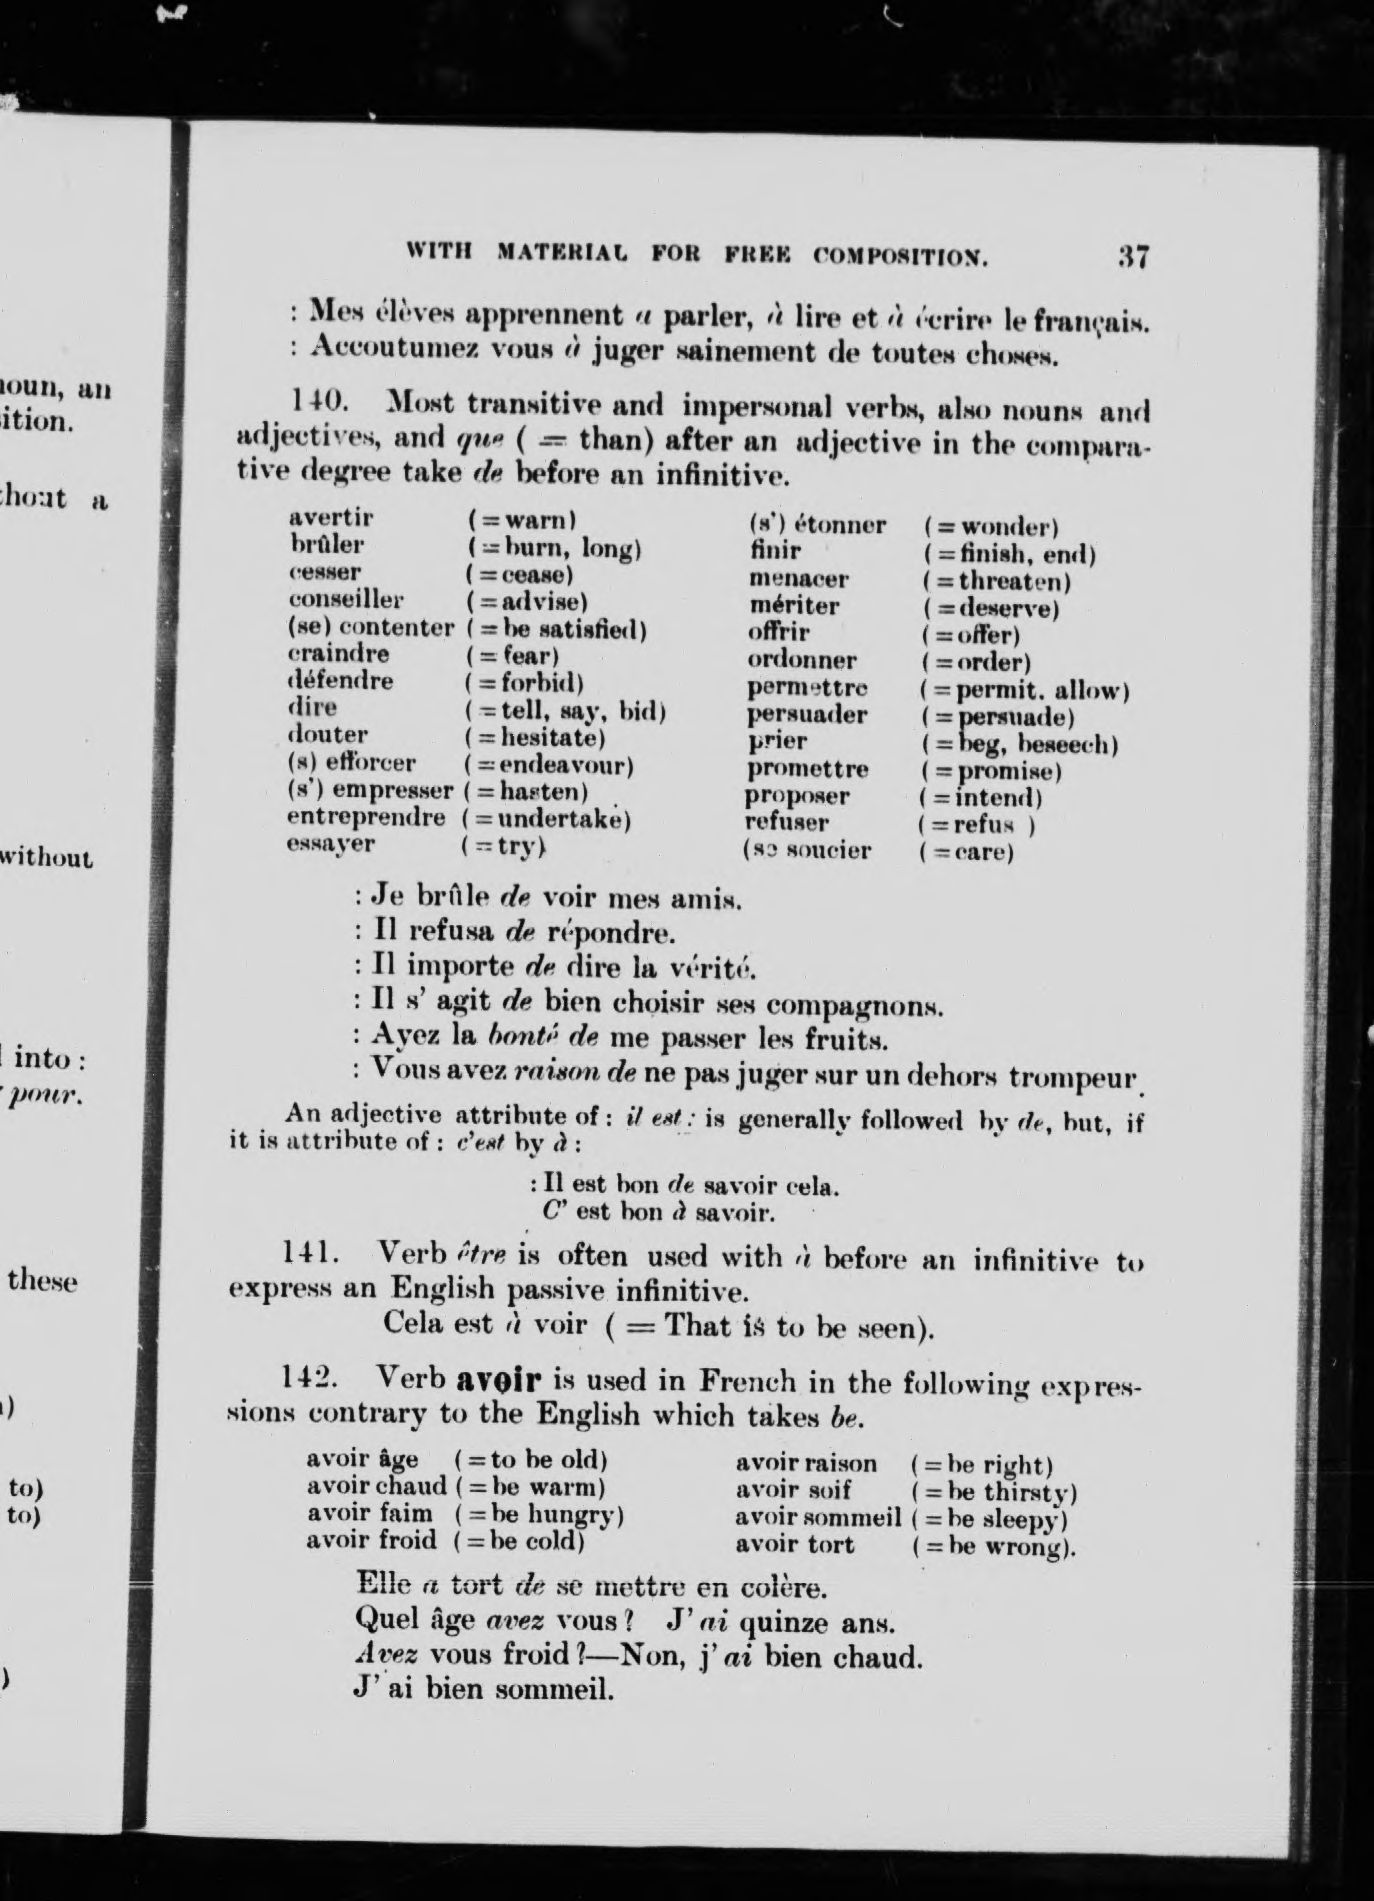 WITH MATERIAL FOR FREE COMPOSITION. 37
: Mes élèves apprennent a parler, à lire et à écrire le français.
: Accoutumez vous à juger sainement de toutes choses.
140. Most transitive and impersonal verbs, also nouns and
adjectives, and que ( = than) after an adjective in the compara-
tive degree take de before an infinitive.
avertir (=warn) (s') étonner (=wonder)
brûler (=burn, long) finir (=finish, end)
cesser (=cease) menacer (=threaten)
conseiller (=advise) mériter (=deserve)
(se) contenter (=be satisfied) offrir (=offer)
craindre (=fear) ordonner (=order)
défendre (=forbid) permettre (=permit. allow)
dire (=tell, say, bid) persuader (=persuade)
douter (=hesitate) prier (=beg, beseech)
(s) efforcer (=endeavour) promettre (=promise)
(s') empresser (=hasten) proposer (=intend)
entreprendre (=undertake) refuser (=refus )
essayer (=try) (se soucier (=care)
: Je brûle de voir mes amis.
: Il refusa de répondre.
: Il importe de dire la vérité.
: Il s' agit de bien choisir ses compagnons.
: Ayez la bonté de me passer les fruits.
: Vous avez raison de ne pas juger sur un dehors trompeur.
An adjective attribute of : il est : is generally followed by de, but, if
it is attribute of : c'est by à :
: Il est bon de savoir cela.
C' est bon à savoir.
141. Verb être is often used with à before an infinitive to
express an English passive infinitive.
Cela est à voir ( = That is to be seen).
142. Verb avoir is used in French in the following expres-
sions contrary to the English which takes be.
avoir âge (=to be old) avoir raison (=be right)
avoir chaud (=be warm) avoir soif (=be thirsty)
avoir faim (=be hungry) avoir sommeil (=be sleepy)
avoir froid (=be cold) avoir tort (=be wrong).
Elle a tort de se mettre en colère.
Quel âge avez vous ? J' ai quinze ans.
Avez vous froid ?—Non, j' ai bien chaud.
J' ai bien sommeil.
an
ition.
a
without
into :
pour.
these
to)
to)